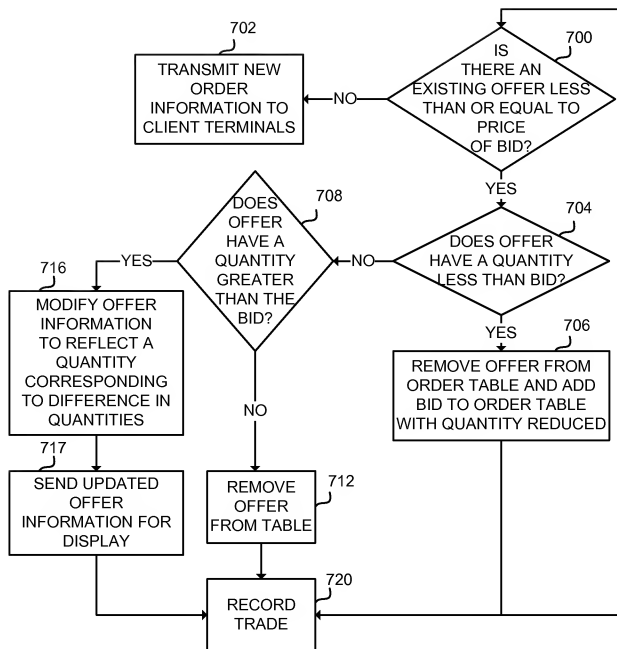 702
TRANSMIT NEW
ORDER
INFORMATION TO
CLIENT TERMINALS
NO
700
IS
THERE AN
EXISTING OFFER LESS
THAN OR EQUAL TO
PRICE
OF BID?
YES
704
DOES OFFER
HAVE A QUANTITY
LESS THAN BID?
NO
YES
708
DOES
OFFER
HAVE A
QUANTITY
GREATER
THAN THE
BID?
YES
NO
716
MODIFY OFFER
INFORMATION
TO REFLECT A
QUANTITY
CORRESPONDING
TO DIFFERENCE IN
QUANTITIES
706
REMOVE OFFER FROM
ORDER TABLE AND ADD
BID TO ORDER TABLE
WITH QUANTITY REDUCED
717
SEND UPDATED
OFFER
INFORMATION FOR
DISPLAY
712
REMOVE
OFFER
FROM TABLE
720
RECORD
TRADE